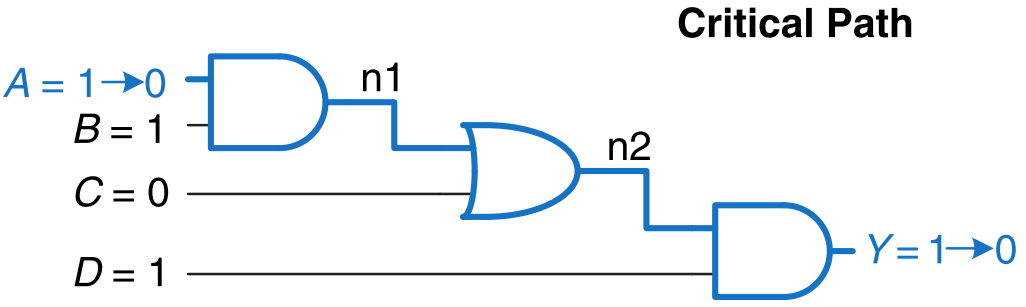 Critical Path
A = 1→0
n1
B = 1
n2
C = 0
Y = 1→0
D = 1